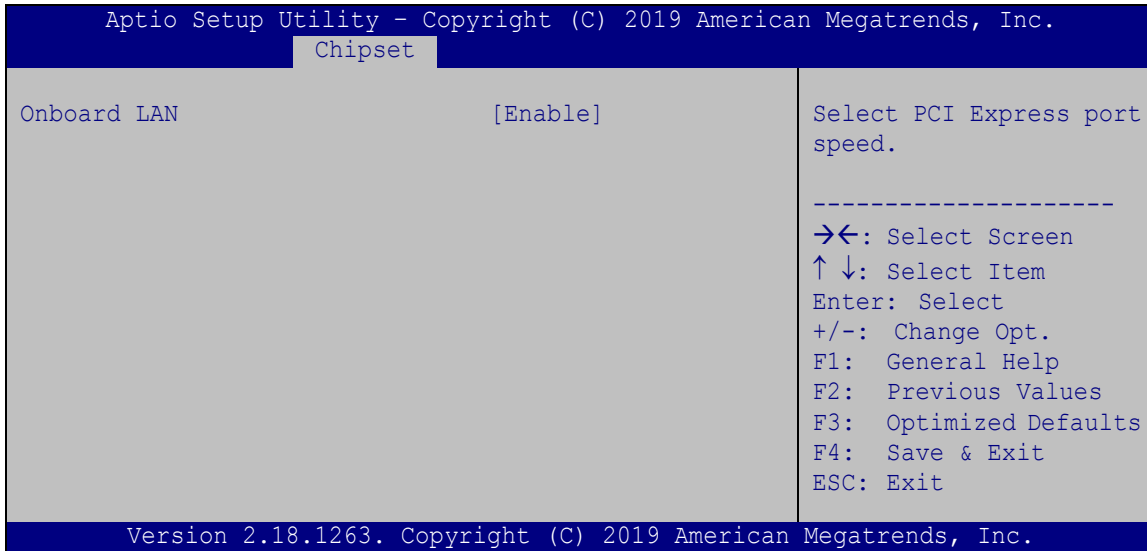 Aptio Setup Utility – Copyright (C) 2019 American Megatrends, Inc.
Chipset
Onboard LAN [Enable]
Select PCI Express port
speed.
---------------------
→←: Select Screen
↑ ↓: Select Item
Enter: Select
+/-: Change Opt.
F1: General Help
F2: Previous Values
F3: Optimized Defaults
F4: Save & Exit
ESC: Exit
Version 2.18.1263. Copyright (C) 2019 American Megatrends, Inc.